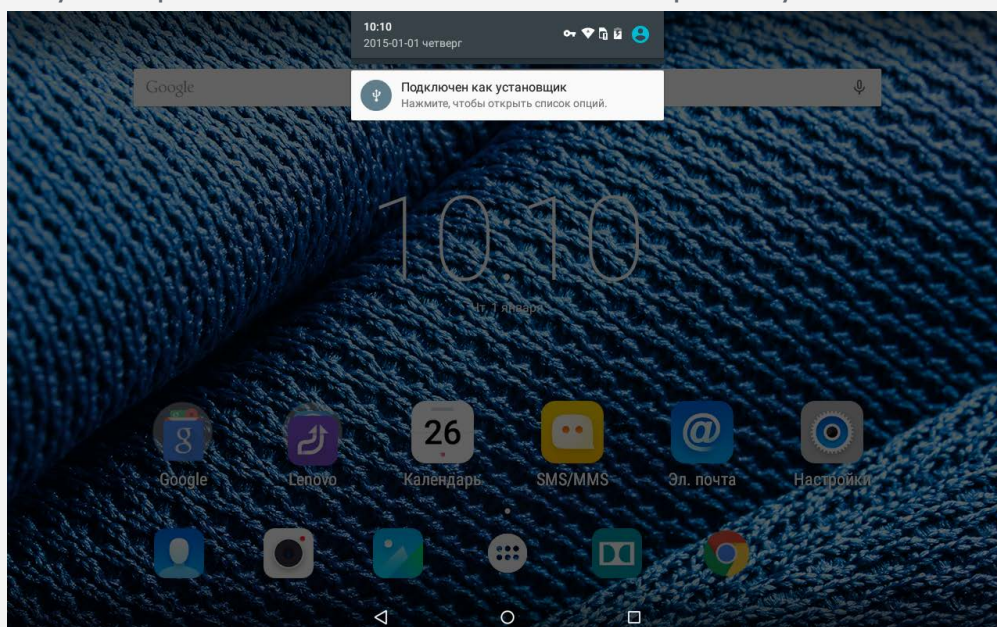 10:10
2015-01-01 четверг
Google
Подключен как установщик
Нажмите, чтобы открыть список опций.
10:10
Чт, 1 января
26
Google
Lenovo
Календарь
SMS/MMS
Эл. почта
Настройки